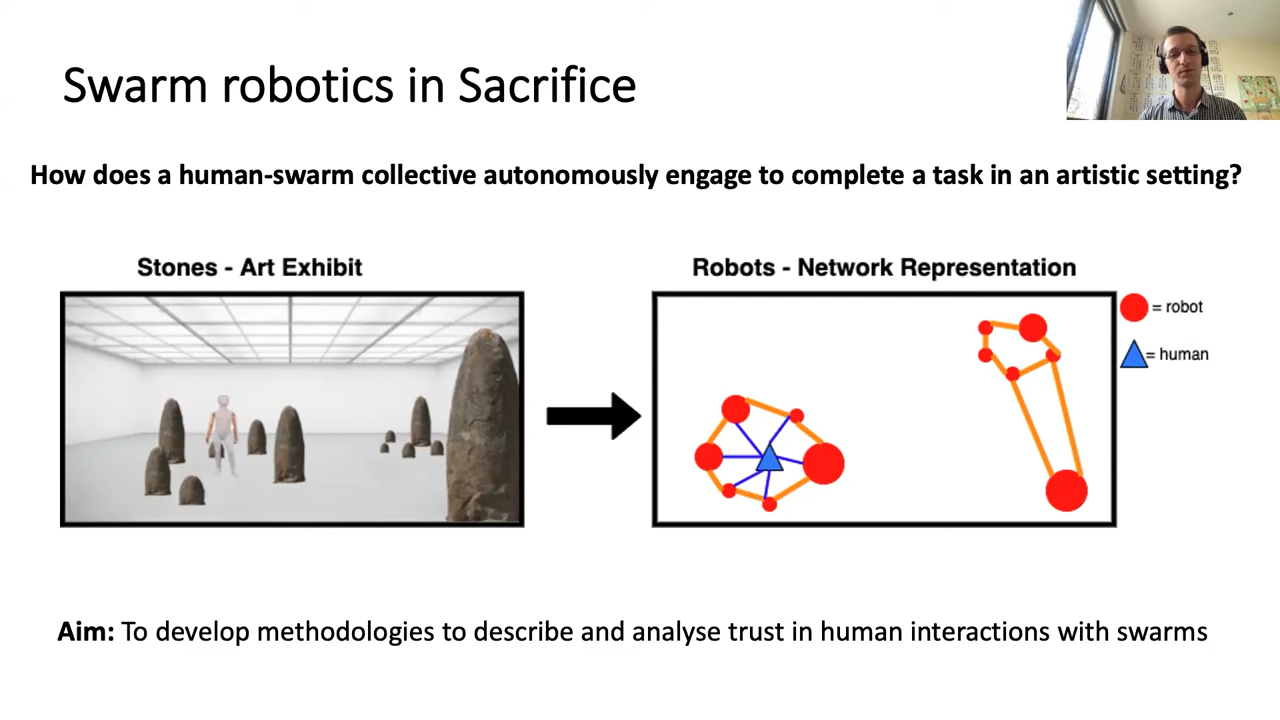 Swarm robotics in Sacrifice
How does a human-swarm collective autonomously engage to complete a task in an artistic setting?
Stones - Art Exhibit
Robots - Network Representation
= robot
= human
Aim: To develop methodologies to describe and analyse trust in human interactions with swarms